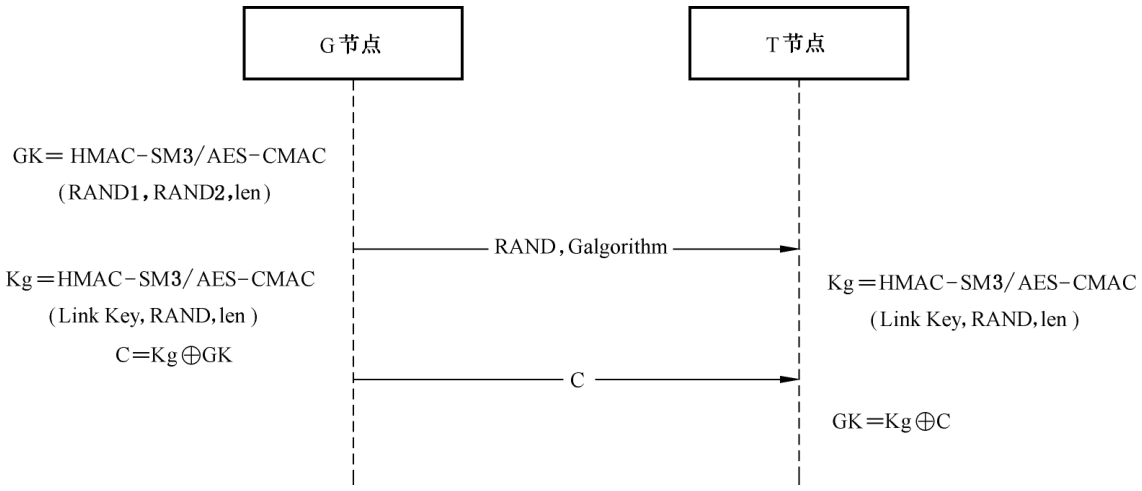 G节点
T节点
GK=HMAC-SM3/AES-CMAC
(RAND1,RAND2,len)
RAND,Galgorithm
Kg=HMAC-SM3/AES-CMAC
(Link Key,RAND,len)
C=Kg⊕GK
Kg=HMAC-SM3/AES-CMAC
(Link Key,RAND,len)
C
GK=Kg⊕C